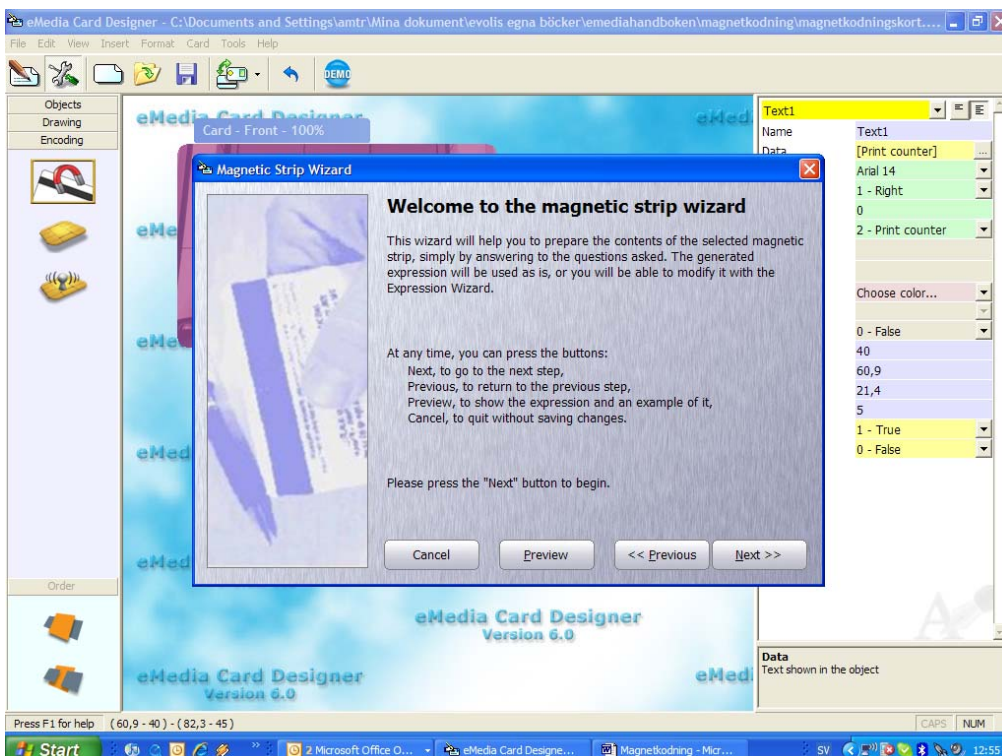 eMedia Card Designer - C:\Documents and Settings\amtr\Mina dokument\evolis egna böcker\emediahandboken\magnetkodning\magnetkodningskort....
File Edit View Insert Format Card Tools Help
DEMO
Objects
Drawing
Encoding
Order
eMedia Card Designer
eMedi
Card - Front - 100%
Magnetic Strip Wizard
Welcome to the magnetic strip wizard
This wizard will help you to prepare the contents of the selected magnetic
strip, simply by answering to the questions asked. The generated
expression will be used as is, or you will be able to modify it with the
Expression Wizard.
At any time, you can press the buttons:
Next, to go to the next step,
Previous, to return to the previous step,
Preview, to show the expression and an example of it,
Cancel, to quit without saving changes.
Please press the "Next" button to begin.
Cancel Preview << Previous Next >>
eMe
eMe
eMed
eMed
eMedia Card Designer
Version 6.0
eMedia Card Designer
Version 6.0
eMedi
Text1
Name Text1
Data [Print counter] ...
Arial 14
1 - Right
0
2 - Print counter
Choose color...
0 - False
40
60,9
21,4
5
1 - True
0 - False
Data
Text shown in the object
Press F1 for help (60,9 - 40) - (82,3 - 45) CAPS NUM
Start 2 Microsoft Office O... eMedia Card Designe... Magnetkodning - Micr... SV 12:55